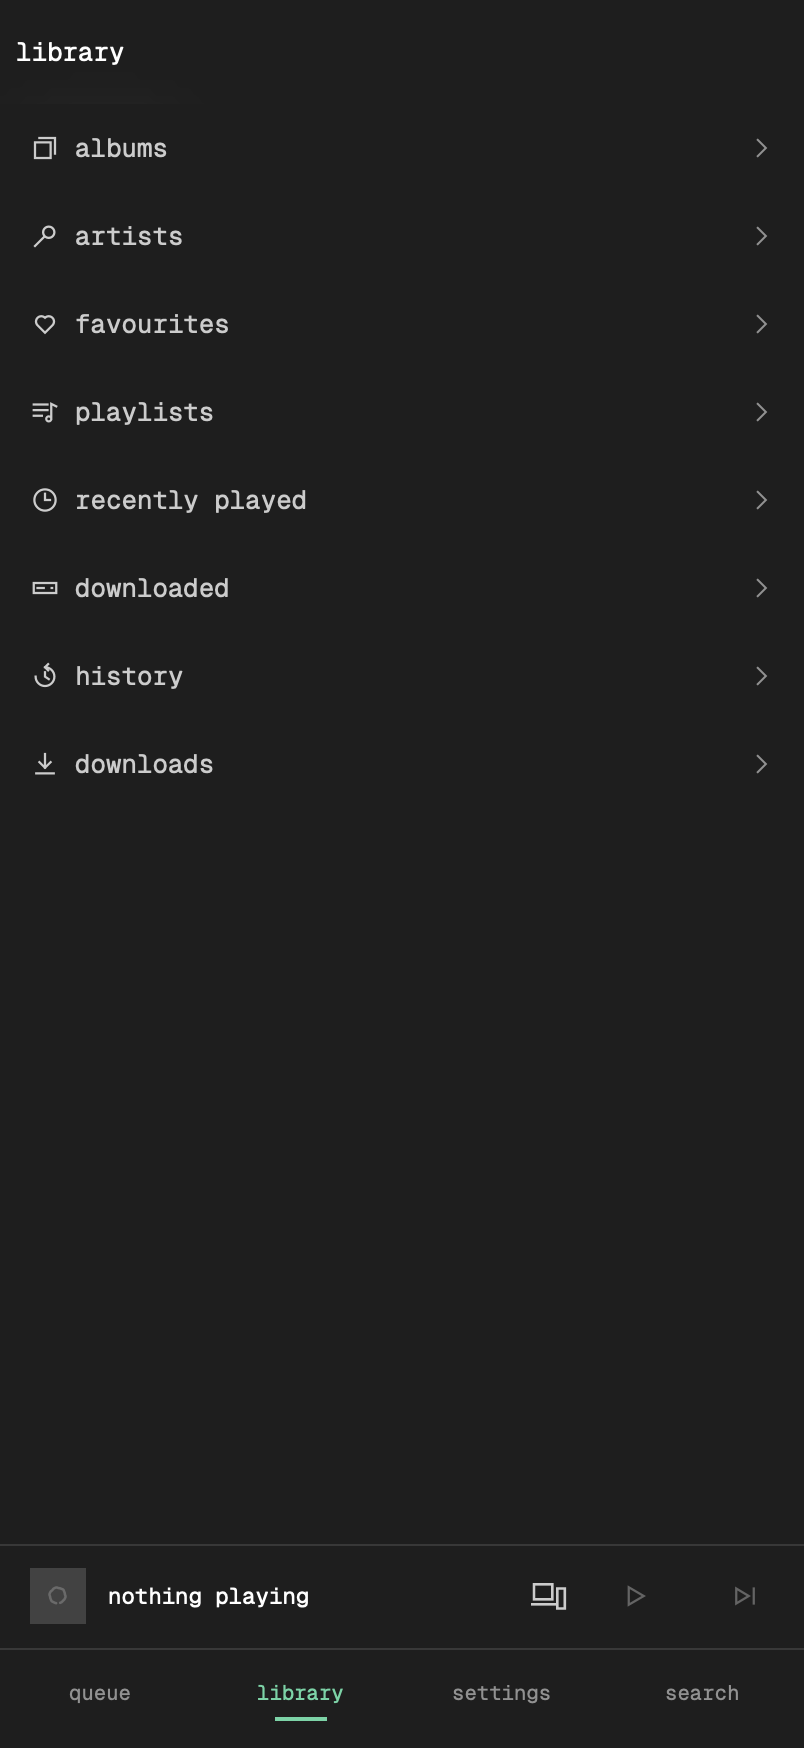 library
albums
artists
favourites
playlists
recently played
downloaded
history
downloads
nothing playing
queue
library
settings
search